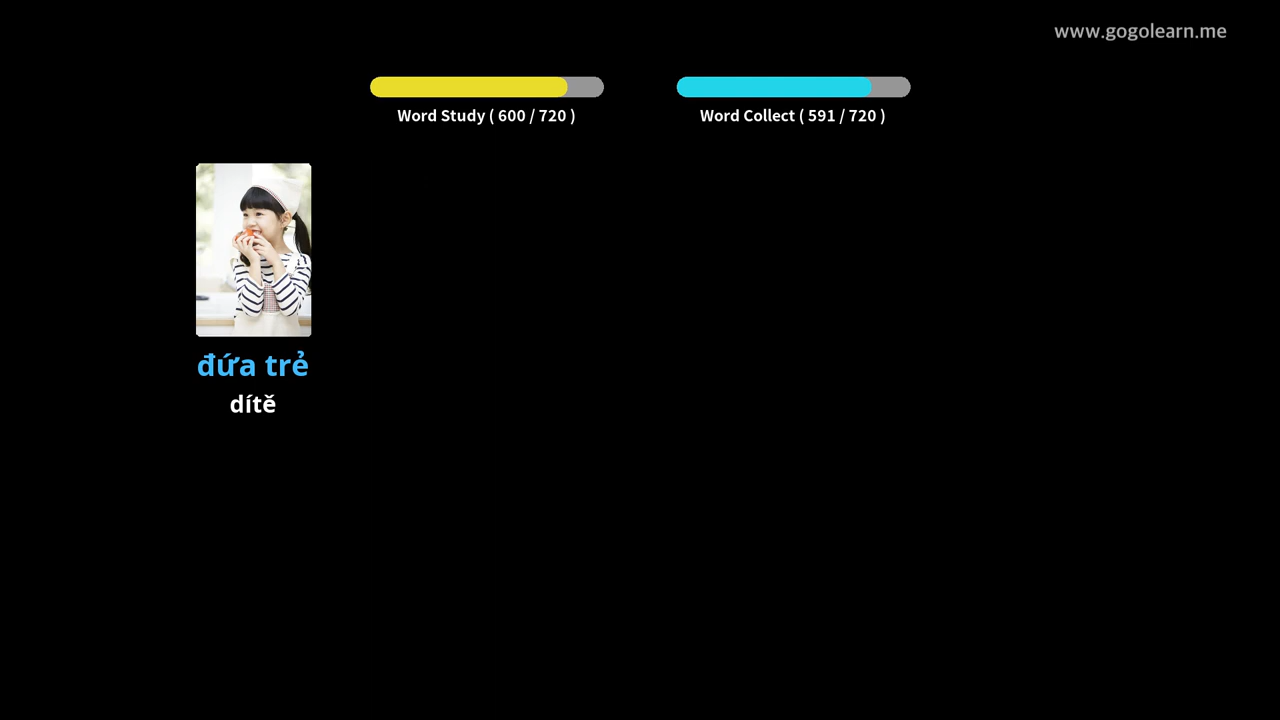 www.gogolearn.me
Word Study ( 600 / 720 )
Word Collect ( 591 / 720 )
đứa trẻ
dítě